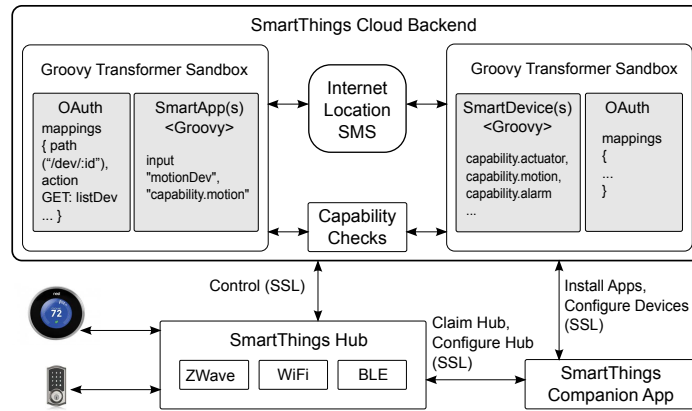 SmartThings Cloud Backend
Groovy Transformer Sandbox
OAuth
mappings
{ path
("/dev/:id"),
action
GET: listDev
... }
SmartApp(s)
<Groovy>
input
"motionDev",
"capability.motion"
Internet
Location
SMS
Capability
Checks
Groovy Transformer Sandbox
SmartDevice(s)
<Groovy>
capability.actuator,
capability.motion,
capability.alarm
...
OAuth
mappings
{
...
}
Control (SSL)
Install Apps,
Configure Devices
(SSL)
72
SmartThings Hub
ZWave
WiFi
BLE
Claim Hub,
Configure Hub
(SSL)
SmartThings
Companion App